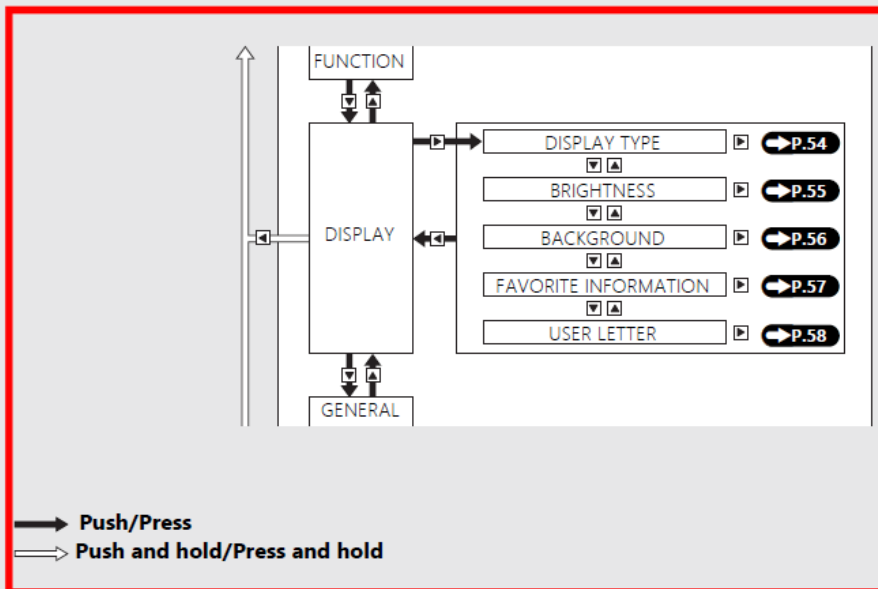 FUNCTION
DISPLAY
DISPLAY TYPE P.54
BRIGHTNESS P.55
BACKGROUND P.56
FAVORITE INFORMATION P.57
USER LETTER P.58
GENERAL
Push/Press
Push and hold/Press and hold